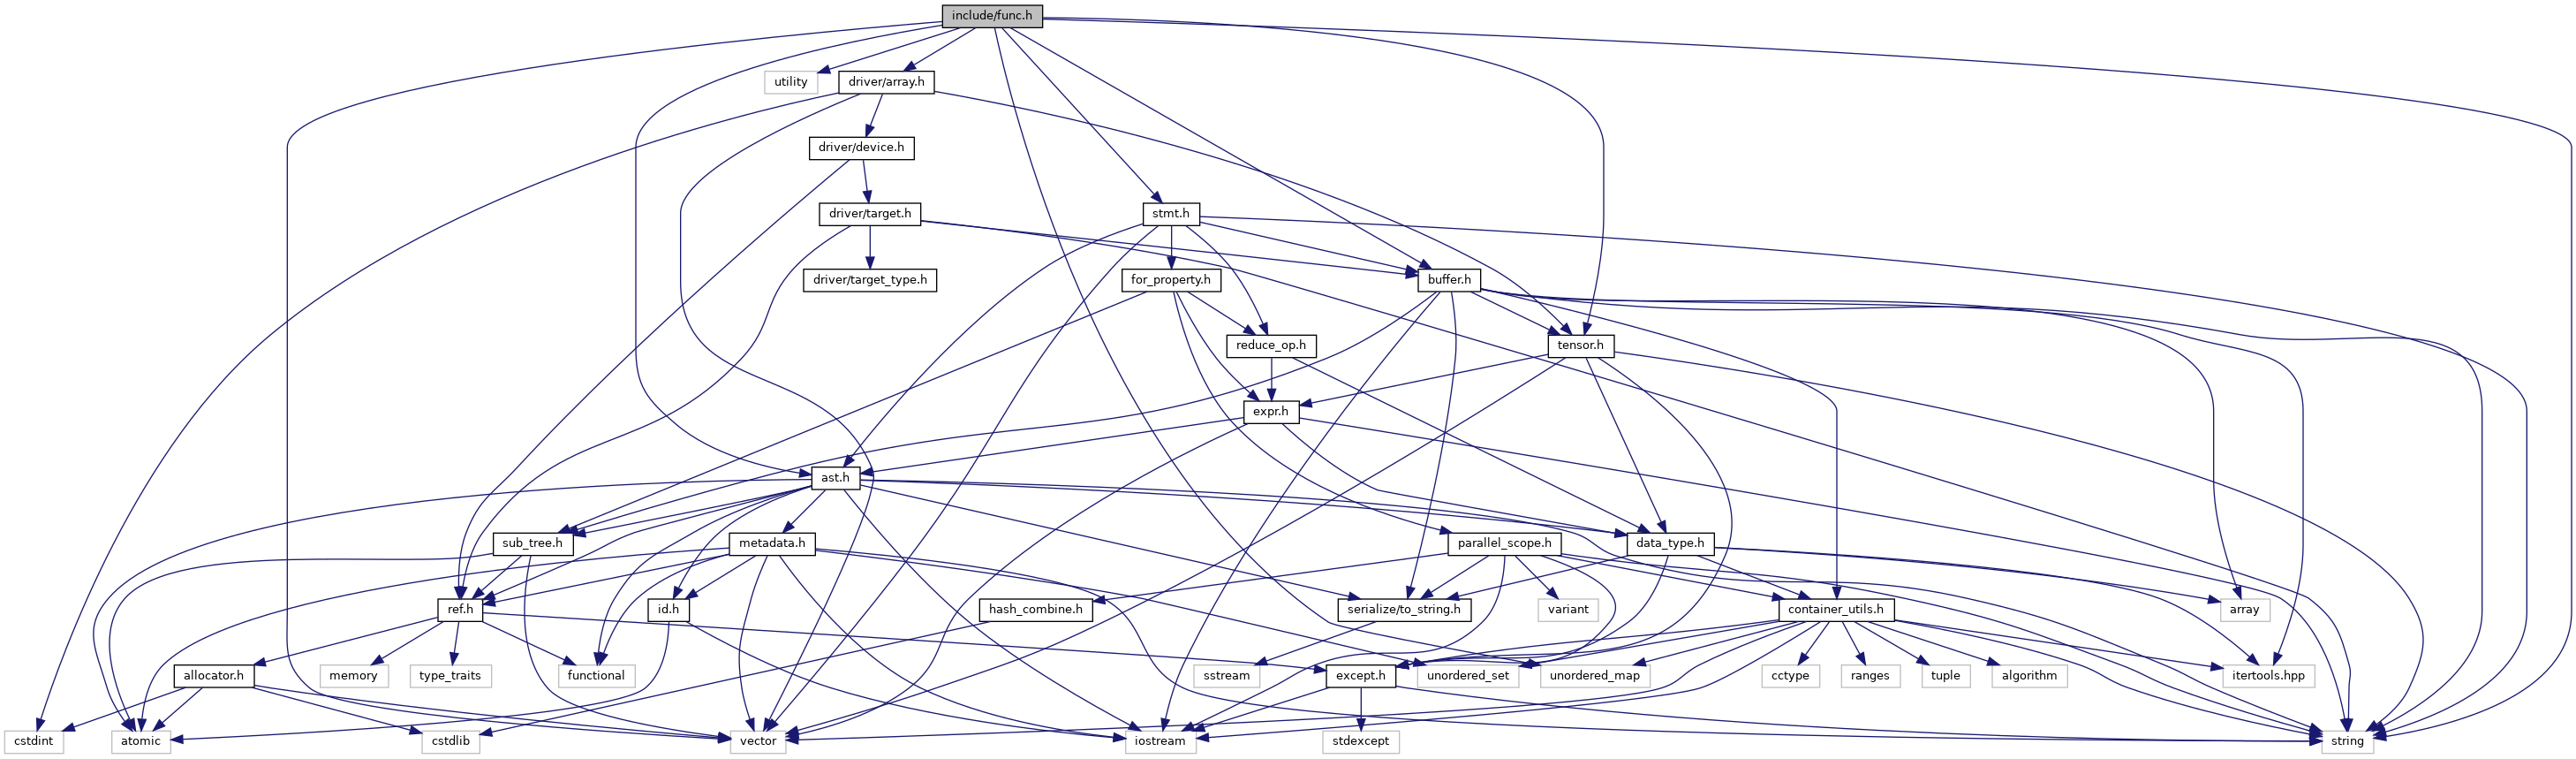 include/func.h
utility
driver/array.h
driver/device.h
driver/target.h
stmt.h
driver/target_type.h
for_property.h
buffer.h
reduce_op.h
tensor.h
expr.h
ast.h
sub_tree.h
metadata.h
parallel_scope.h
data_type.h
ref.h
id.h
hash_combine.h
serialize/to_string.h
variant
container_utils.h
array
allocator.h
memory
type_traits
functional
sstream
except.h
unordered_set
unordered_map
cctype
ranges
tuple
algorithm
itertools.hpp
cstdint
atomic
cstdlib
vector
iostream
stdexcept
string